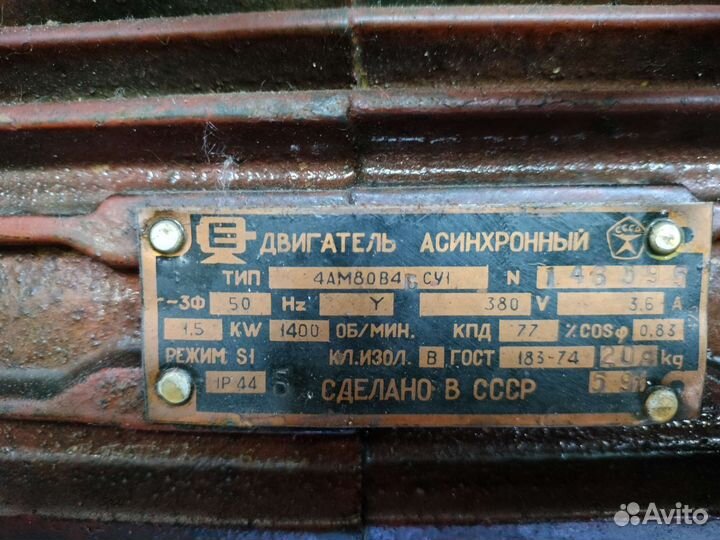 СССР
ДВИГАТЕЛЬ АСИНХРОННЫЙ
ТИП 4АМ80В4 СУ1 N
~3Ф 50 Hz Y 380 V 3.6 А
1.5 KW 1400 ОБ/МИН. КПД 77 % COSφ 0.83
РЕЖИМ S1 КЛ.ИЗОЛ. В ГОСТ 183-74 kg
IP 44 СДЕЛАНО В СССР
Avito